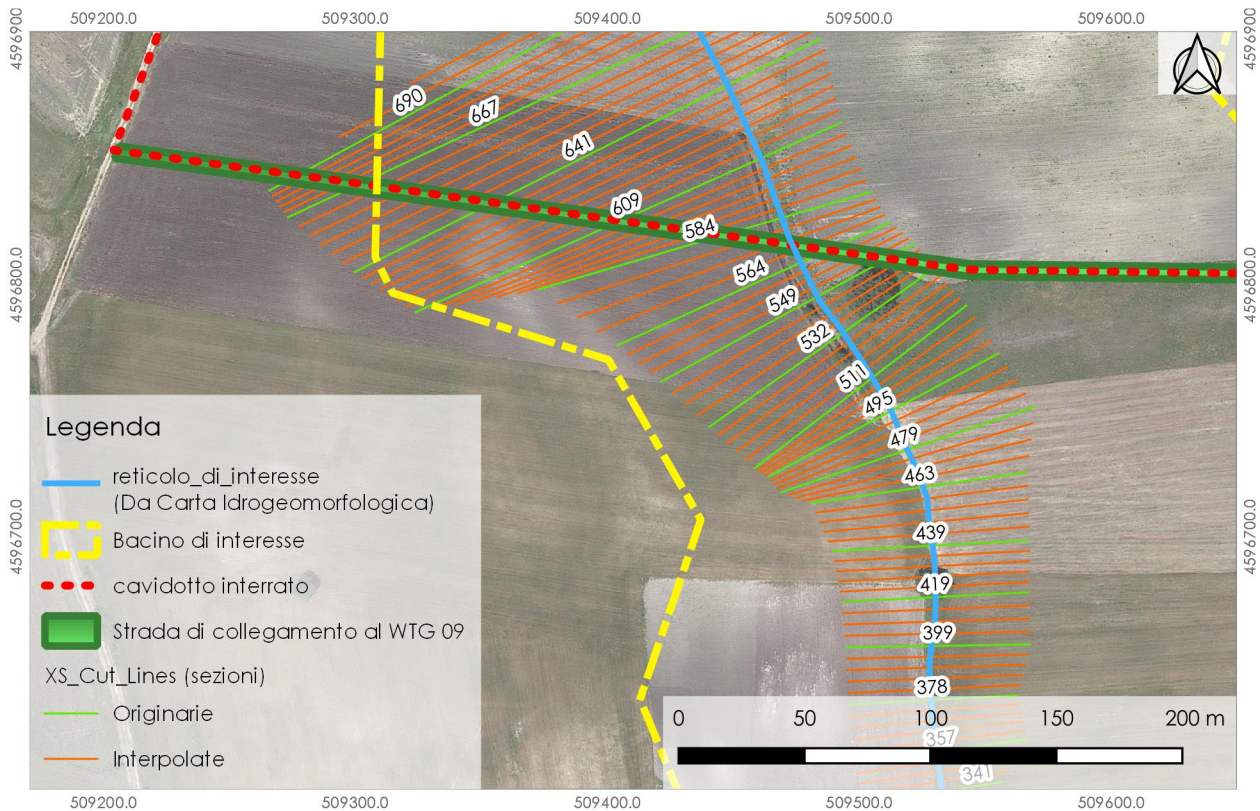 509200.0 509300.0 509400.0 509500.0 509600.0
4596900
4596900
690
667
641
609
584
564
549
532
511
495
479
463
439
419
399
378
357
341
4596800.0
4596800.0
4596700.0
4596700.0
Legenda
reticolo_di_interesse
(Da Carta Idrogeomorfologica)
Bacino di interesse
cavidotto interrato
Strada di collegamento al WTG 09
XS_Cut_Lines (sezioni)
Originarie
Interpolate
0 50 100 150 200 m
509200.0 509300.0 509400.0 509500.0 509600.0